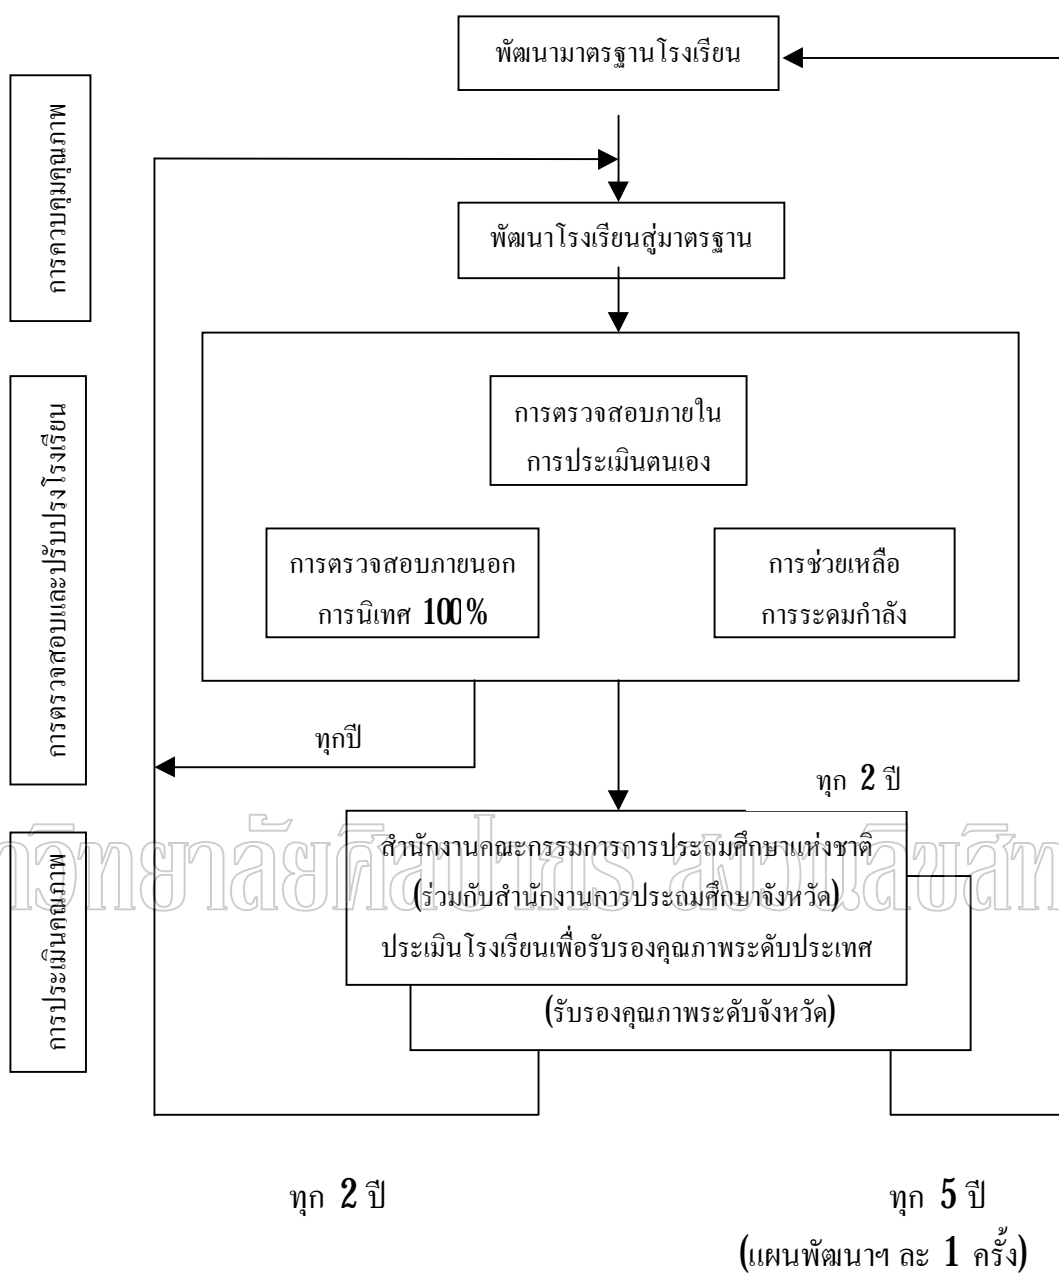 พัฒนามาตรฐานโรงเรียน
การควบคุมคุณภาพ
พัฒนาโรงเรียนสู่มาตรฐาน
การตรวจสอบและปรับปรุงโรงเรียน
การตรวจสอบภายใน
การประเมินตนเอง
การตรวจสอบภายนอก
การนิเทศ 100%
การช่วยเหลือ
การระดมกำลัง
ทุกปี
ทุก 2 ปี
การประเมินคุณภาพ
สำนักงานคณะกรรมการการประถมศึกษาแห่งชาติ
(ร่วมกับสำนักงานการประถมศึกษาจังหวัด)
ประเมินโรงเรียนเพื่อรับรองคุณภาพระดับประเทศ
(รับรองคุณภาพระดับจังหวัด)
ทุก 2 ปี
ทุก 5 ปี
(แผนพัฒนาฯ ละ 1 ครั้ง)